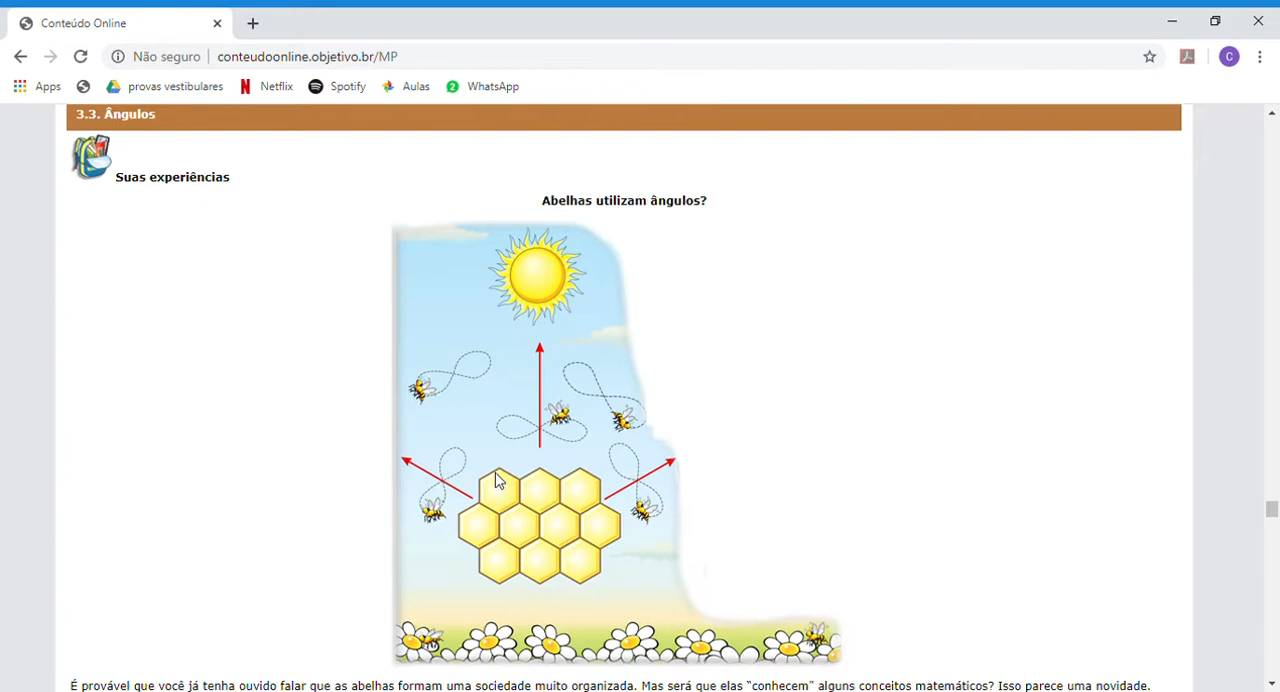 Conteúdo Online
Não seguro | conteudoonline.objetivo.br/MP
C
Apps provas vestibulares N Netflix Spotify Aulas 2 WhatsApp
3.3. Ângulos
Suas experiências
Abelhas utilizam ângulos?
É provável que você já tenha ouvido falar que as abelhas formam uma sociedade muito organizada. Mas será que elas “conhecem” alguns conceitos matemáticos? Isso parece uma novidade.